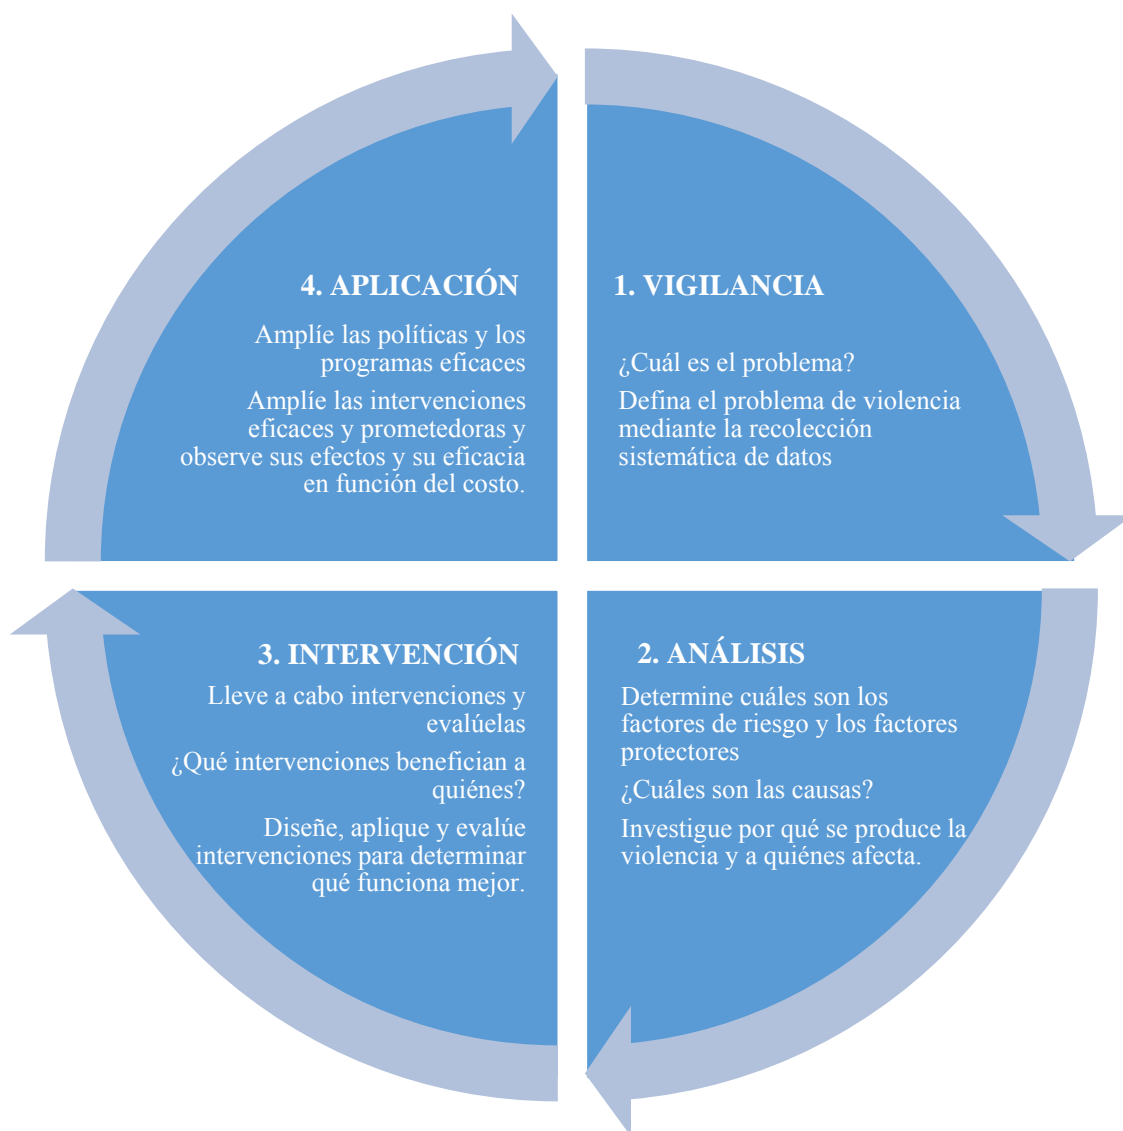 4. APLICACIÓN
Amplíe las políticas y los
programas eficaces
Amplíe las intervenciones
eficaces y prometedoras y
observe sus efectos y su eficacia
en función del costo.
1. VIGILANCIA
¿Cuál es el problema?
Defina el problema de violencia
mediante la recolección
sistemática de datos
3. INTERVENCIÓN
Lleve a cabo intervenciones y
evalúelas
¿Qué intervenciones benefician a
quiénes?
Diseñe, aplique y evalúe
intervenciones para determinar
qué funciona mejor.
2. ANÁLISIS
Determine cuáles son los
factores de riesgo y los factores
protectores
¿Cuáles son las causas?
Investigue por qué se produce la
violencia y a quiénes afecta.